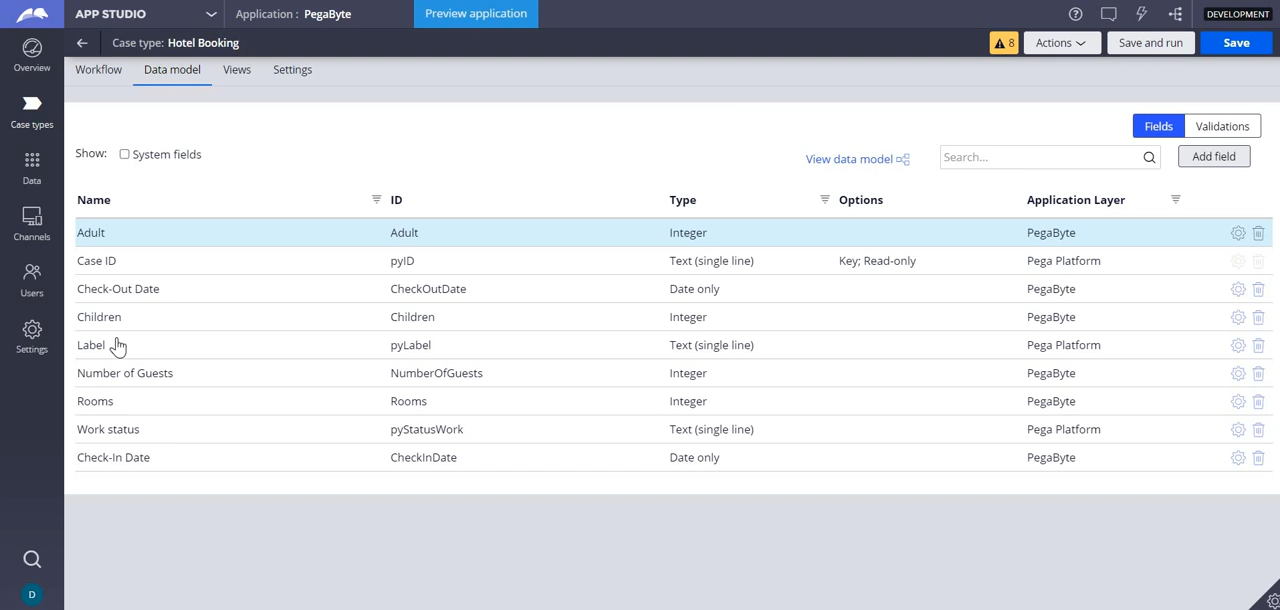 APP STUDIO Application : PegaByte Preview application DEVELOPMENT
Case type: Hotel Booking 8 Actions Save and run Save
Overview
Case types
Data
Channels
Users
Settings
D
Workflow Data model Views Settings
Fields Validations
Show: System fields View data model Search... Add field
Name ID Type Options Application Layer
Adult Adult Integer PegaByte
Case ID pyID Text (single line) Key; Read-only Pega Platform
Check-Out Date CheckOutDate Date only PegaByte
Children Children Integer PegaByte
Label pyLabel Text (single line) Pega Platform
Number of Guests NumberOfGuests Integer PegaByte
Rooms Rooms Integer PegaByte
Work status pyStatusWork Text (single line) Pega Platform
Check-In Date CheckInDate Date only PegaByte